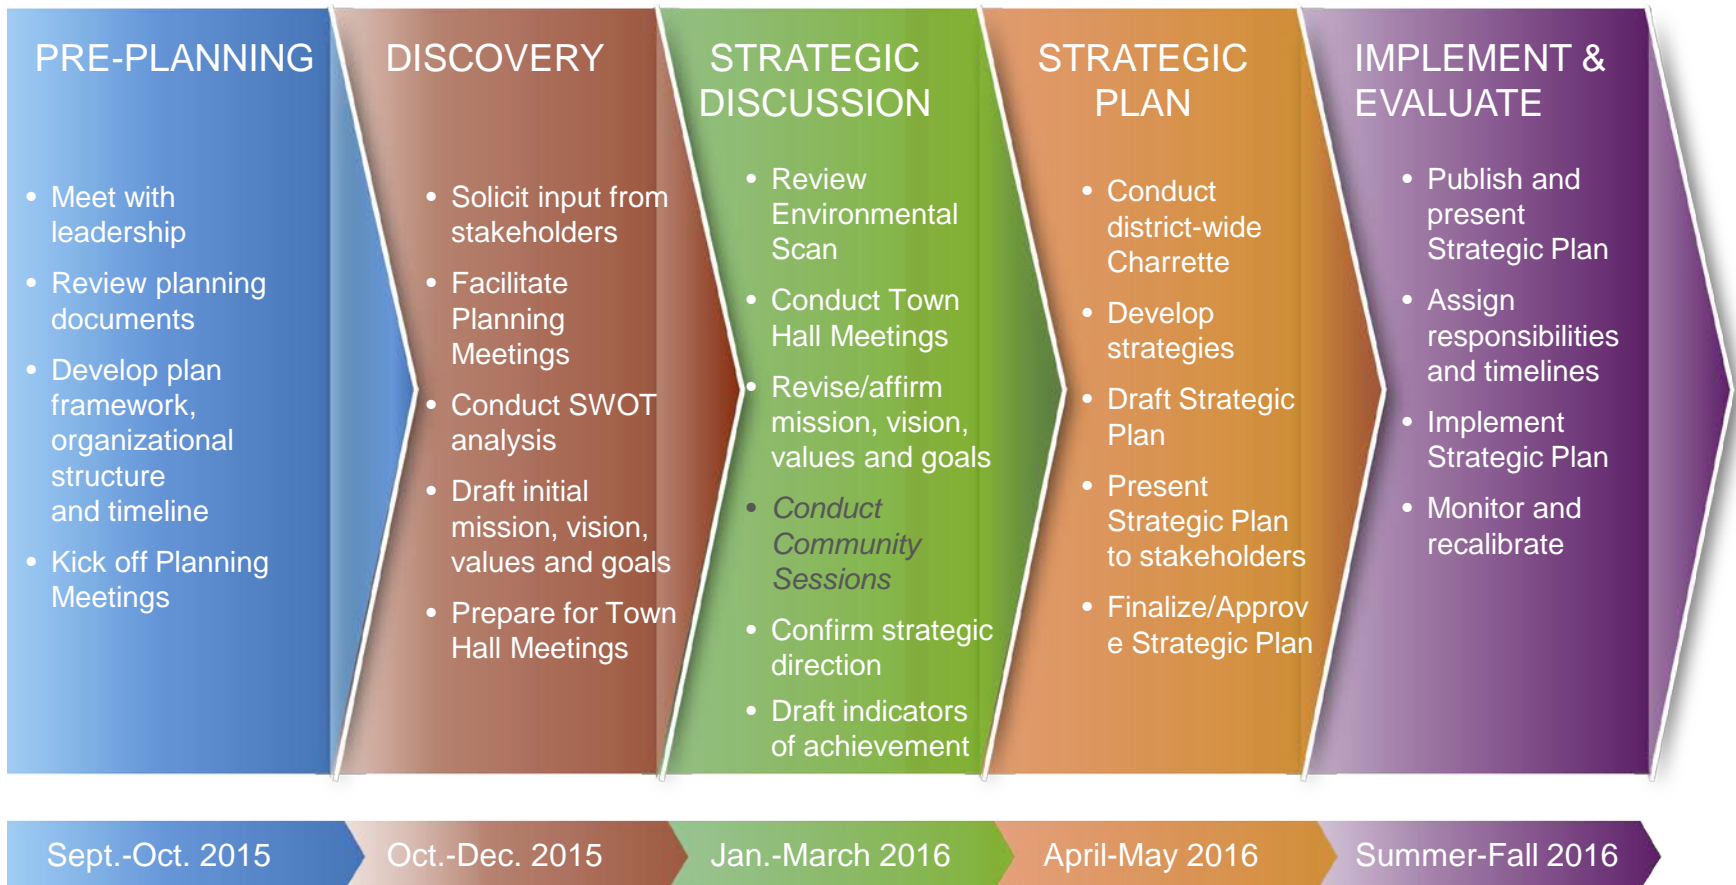 PRE-PLANNING
• Meet with
leadership
• Review planning
documents
• Develop plan
framework,
organizational
structure
and timeline
• Kick off Planning
Meetings
DISCOVERY
• Solicit input from
stakeholders
• Facilitate
Planning
Meetings
• Conduct SWOT
analysis
• Draft initial
mission, vision,
values and goals
• Prepare for Town
Hall Meetings
STRATEGIC
DISCUSSION
• Review
Environmental
Scan
• Conduct Town
Hall Meetings
• Revise/affirm
mission, vision,
values and goals
• Conduct
Community
Sessions
• Confirm strategic
direction
• Draft indicators
of achievement
STRATEGIC
PLAN
• Conduct
district-wide
Charrette
• Develop
strategies
• Draft Strategic
Plan
• Present
Strategic Plan
to stakeholders
• Finalize/Approv
e Strategic Plan
IMPLEMENT &
EVALUATE
• Publish and
present
Strategic Plan
• Assign
responsibilities
and timelines
• Implement
Strategic Plan
• Monitor and
recalibrate
Sept.-Oct. 2015
Oct.-Dec. 2015
Jan.-March 2016
April-May 2016
Summer-Fall 2016